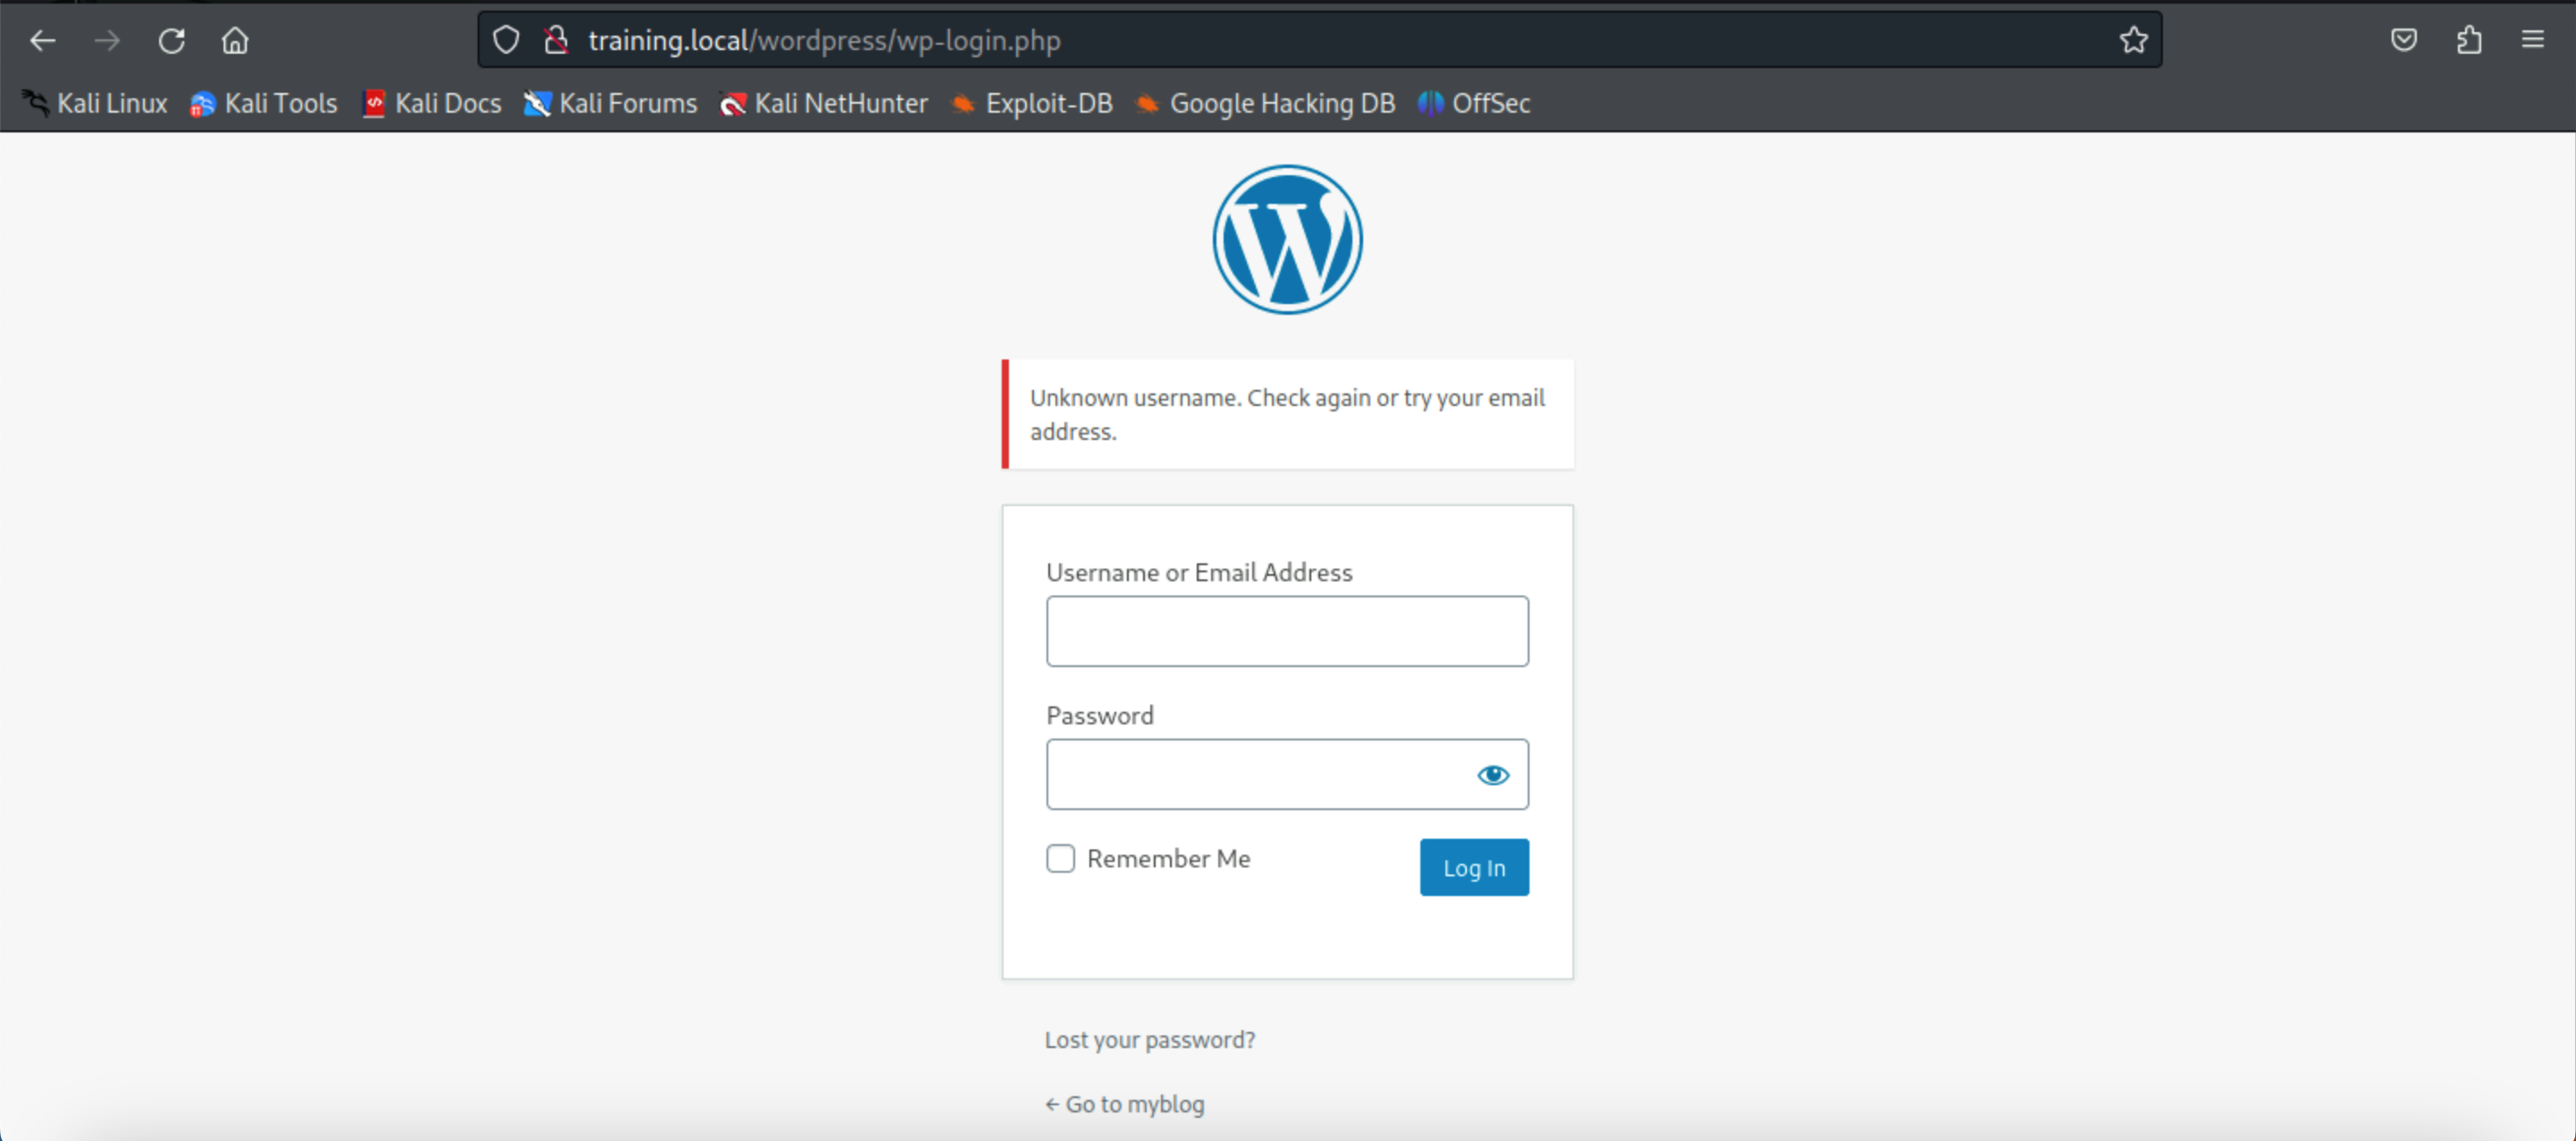 training.local/wordpress/wp-login.php
Kali Linux Kali Tools Kali Docs Kali Forums Kali NetHunter Exploit-DB Google Hacking DB OffSec
Unknown username. Check again or try your email
address.
Username or Email Address
Password
Remember Me Log In
Lost your password?
← Go to myblog